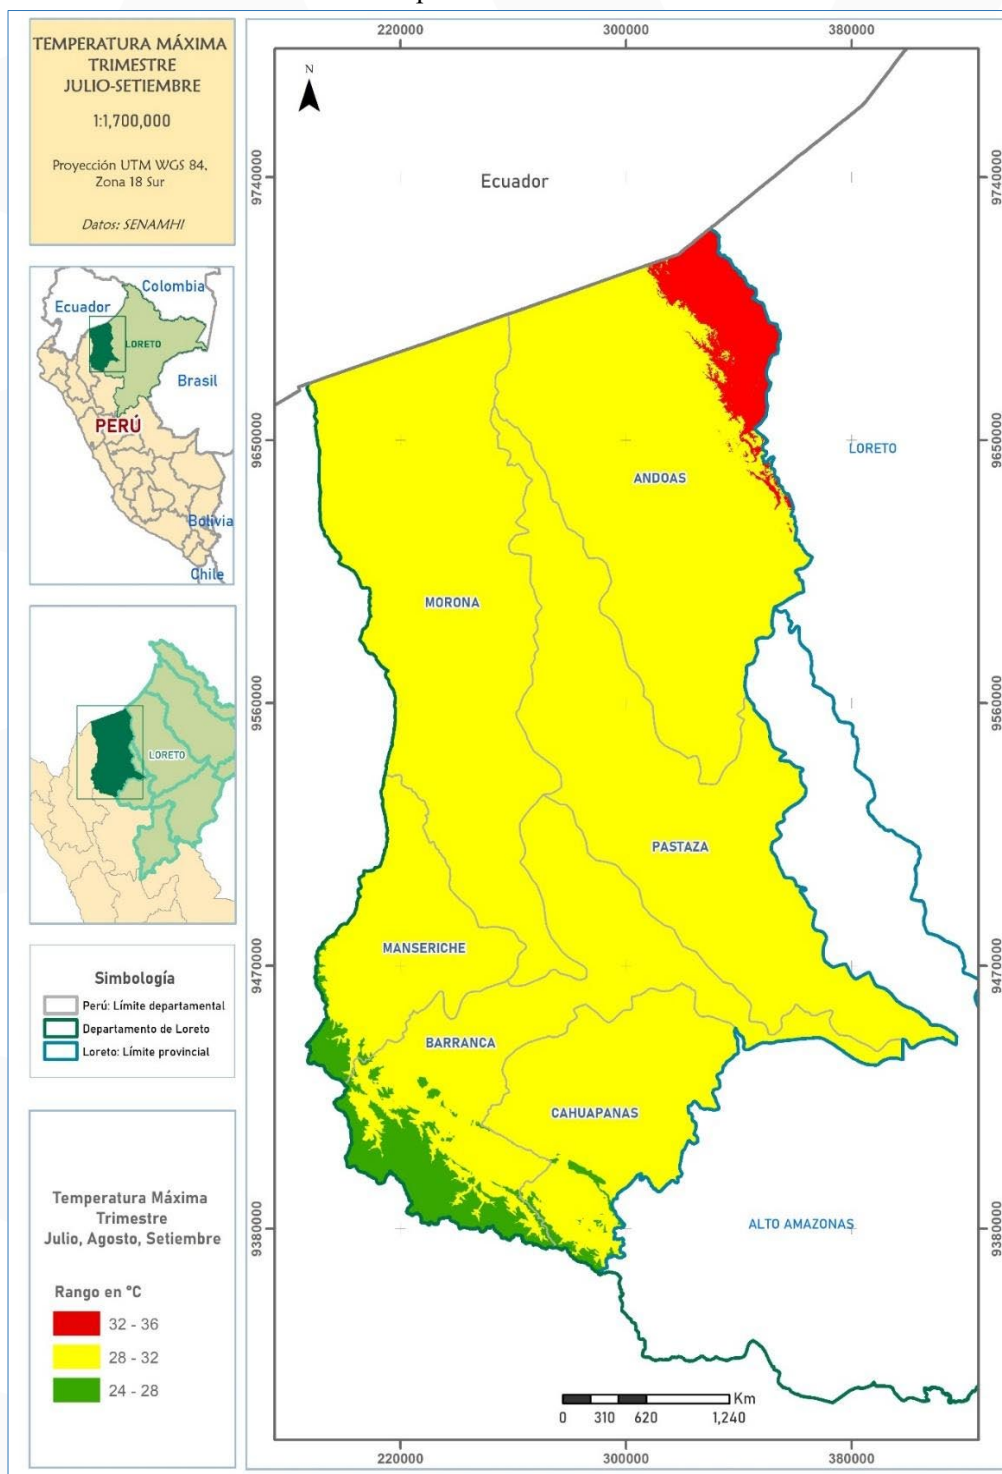 TEMPERATURA MÁXIMA
TRIMESTRE
JULIO-SETIEMBRE
1:1,700,000
Proyección UTM WGS 84,
Zona 18 Sur
Datos: SENAMHI
Colombia
Ecuador
LORETO
Brasil
PERÚ
Bolivia
Chile
LORETO
Simbología
Perú: Límite departamental
Departamento de Loreto
Loreto: Límite provincial
Temperatura Máxima
Trimestre
Julio, Agosto, Setiembre
Rango en °C
32 - 36
28 - 32
24 - 28
220000 300000 380000
N
Ecuador
9740000 9740000
9650000 9650000
LORETO
ANDOAS
MORONA
9560000 9560000
PASTAZA
MANSERICHE
9470000 9470000
BARRANCA
CAHUAPANAS
ALTO AMAZONAS
9380000 9380000
Km
0 310 620 1,240
220000 300000 380000